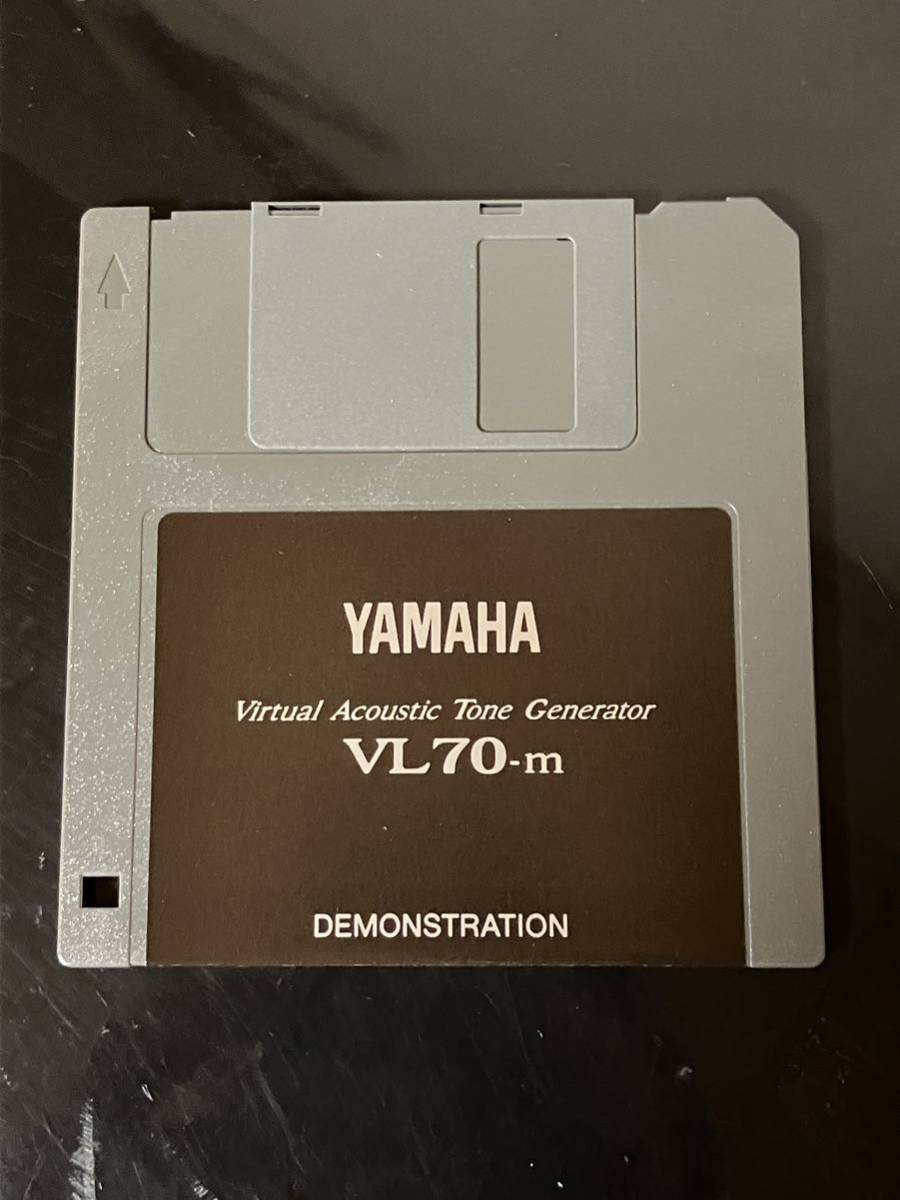 YAMAHA
Virtual Acoustic Tone Generator
VL70-m
DEMONSTRATION